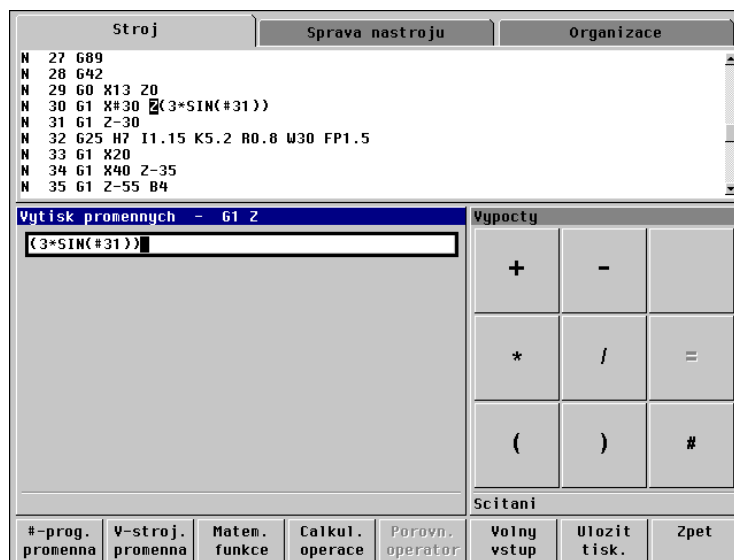 Stroj
Sprava nastroju
Organizace
N 27 G89
N 28 G42
N 29 G0 X13 Z0
N 30 G1 X#30 Z(3*SIN(#31))
N 31 G1 Z-30
N 32 G25 H7 I1.15 K5.2 R0.8 W30 FP1.5
N 33 G1 X20
N 34 G1 X40 Z-35
N 35 G1 Z-55 B4
Vytisk promennych - G1 Z
(3*SIN(#31))
Vypocty
+ -
* / =
( ) #
Scitani
#-prog. promenna
V-stroj. promenna
Matem. funkce
Calkul. operace
Porovn. operator
Volny vstup
Ulozit tisk.
Zpet